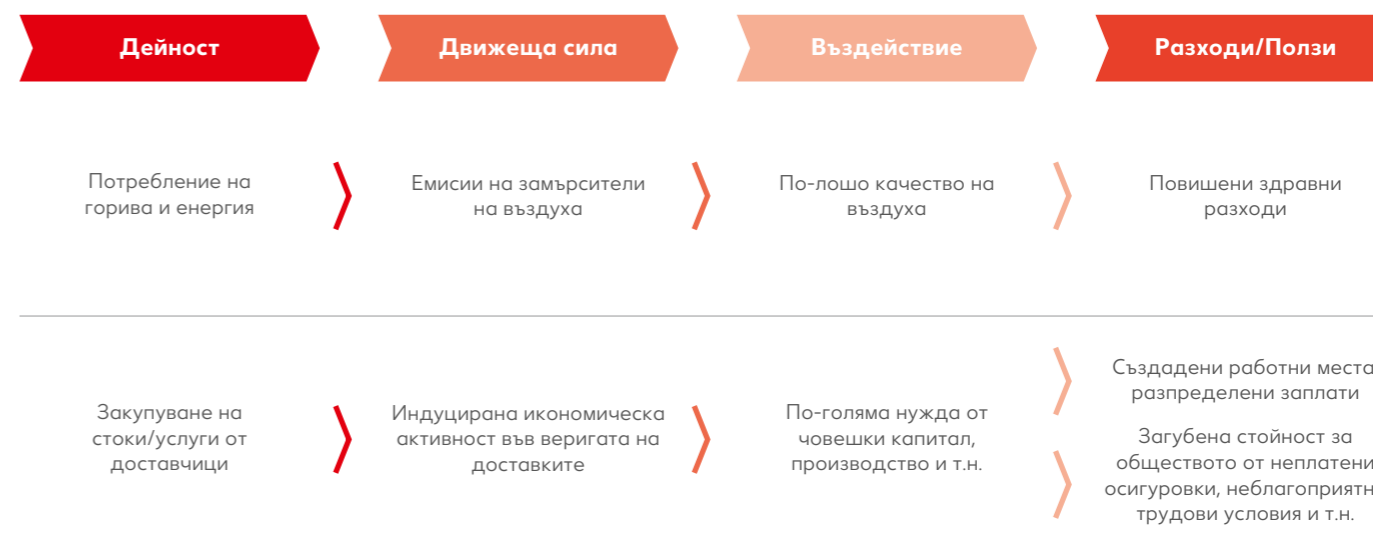 Дейност
Движеща сила
Въздействие
Разходи/Ползи
Потребление на
горива и енергия
Емисии на замърсители
на въздуха
По-лошо качество на
въздуха
Повишени здравни
разходи
Закупуване на
стоки/услуги от
доставчици
Индуцирана икономическа
активност във веригата на
доставките
По-голяма нужда от
човешки капитал,
производство и т.н.
Създадени работни места
разпределени заплати
Загубена стойност за
обществото от неплатени
осигуровки, неблагоприятн
трудови условия и т.н.